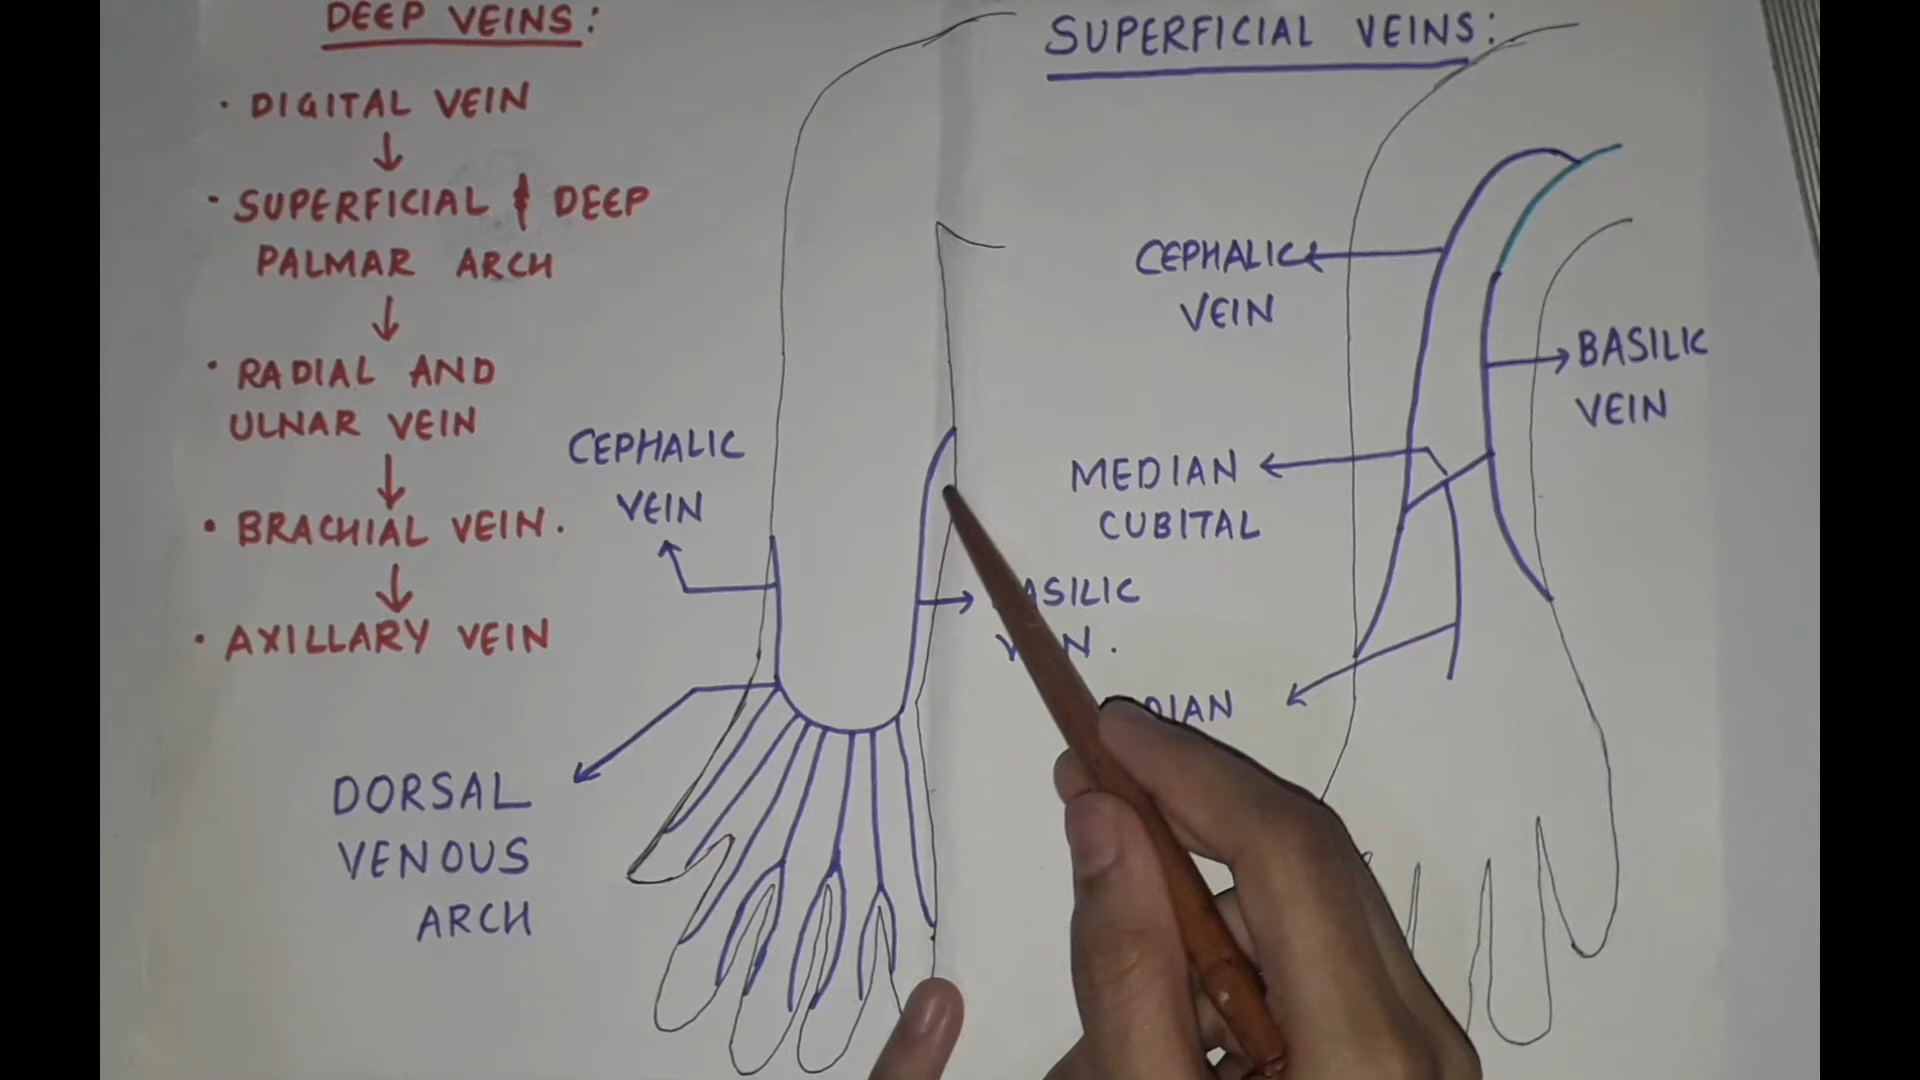 DEEP VEINS:
· DIGITAL VEIN
↓
· SUPERFICIAL & DEEP
PALMAR ARCH
↓
· RADIAL AND
ULNAR VEIN
↓
· BRACHIAL VEIN.
↓
· AXILLARY VEIN
CEPHALIC
VEIN
DORSAL
VENOUS
ARCH
SUPERFICIAL VEINS:
CEPHALIC
VEIN
BASILIC
VEIN
MEDIAN
CUBITAL